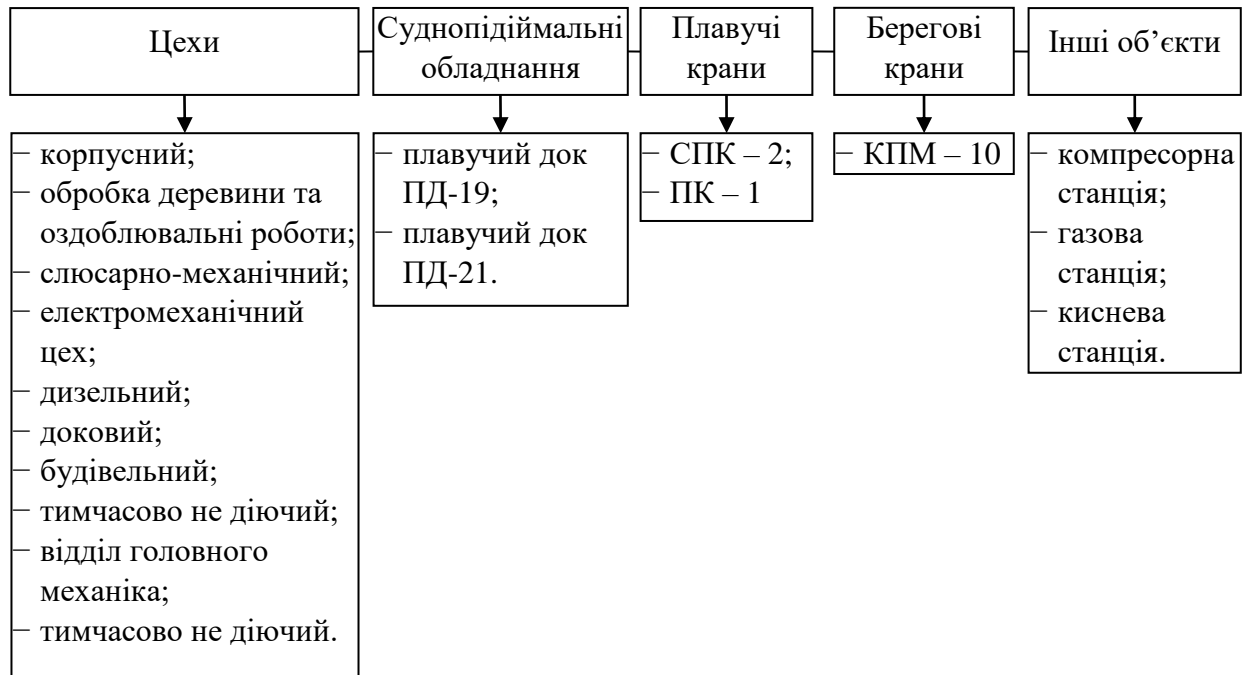 Цехи
Суднопідіймальні
обладнання
Плавучі
крани
Берегові
крани
Інші об’єкти
– корпусний;
– обробка деревини та
оздоблювальні роботи;
– слюсарно-механічний;
– електромеханічний
цех;
– дизельний;
– доковий;
– будівельний;
– тимчасово не діючий;
– відділ головного
механіка;
– тимчасово не діючий.
– плавучий док
ПД-19;
– плавучий док
ПД-21.
– СПК – 2;
– ПК – 1
– КПМ – 10
– компресорна
станція;
– газова
станція;
– киснева
станція.